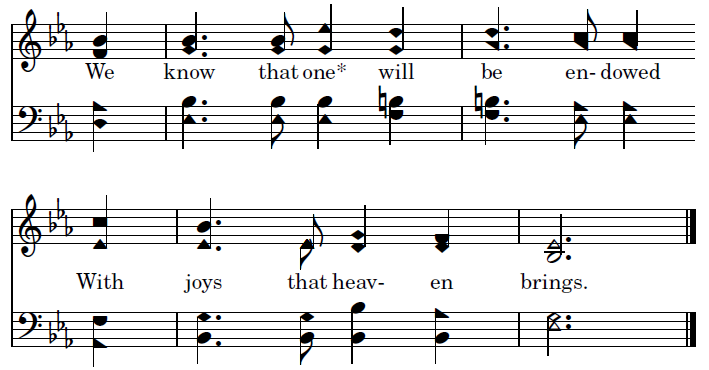 We know that one* will be en- dowed
With joys that heav- en brings.